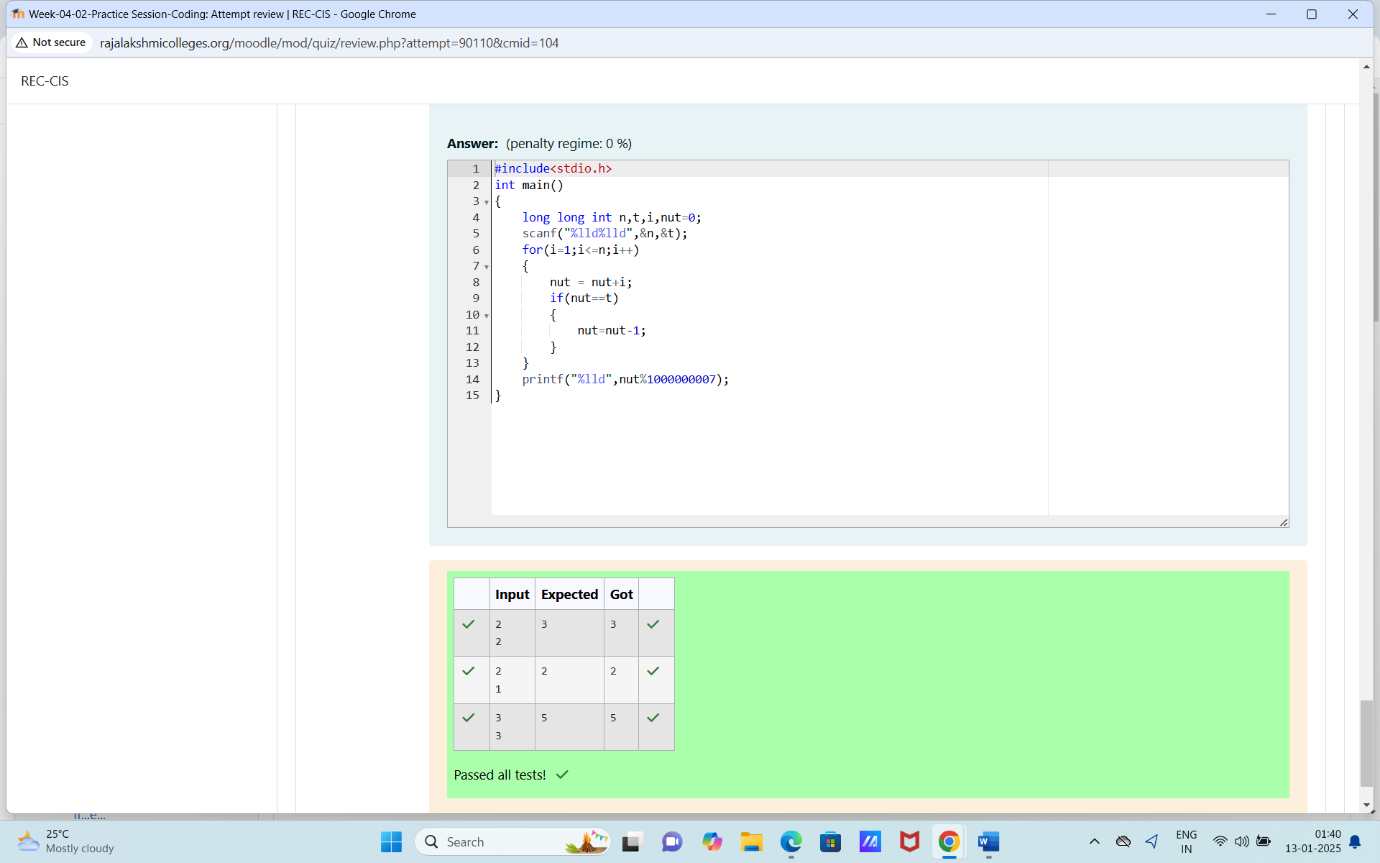 Week-04-02-Practice Session-Coding: Attempt review | REC-CIS - Google Chrome
Not secure rajalakshmicolleges.org/moodle/mod/quiz/review.php?attempt=90110&cmid=104
REC-CIS
Answer: (penalty regime: 0 %)
1 #include<stdio.h>
2 int main()
3 {
4     long long int n,t,i,nut=0;
5     scanf("%lld%lld",&n,&t);
6     for(i=1;i<=n;i++)
7     {
8         nut = nut+i;
9         if(nut==t)
10         {
11             nut=nut-1;
12         }
13     }
14     printf("%lld",nut%1000000007);
15 }
Input Expected Got
2 3 3
2
2 2 2
1
3 5 5
3
Passed all tests!
25°C
Mostly cloudy
Search
ENG
IN
01:40
13-01-2025